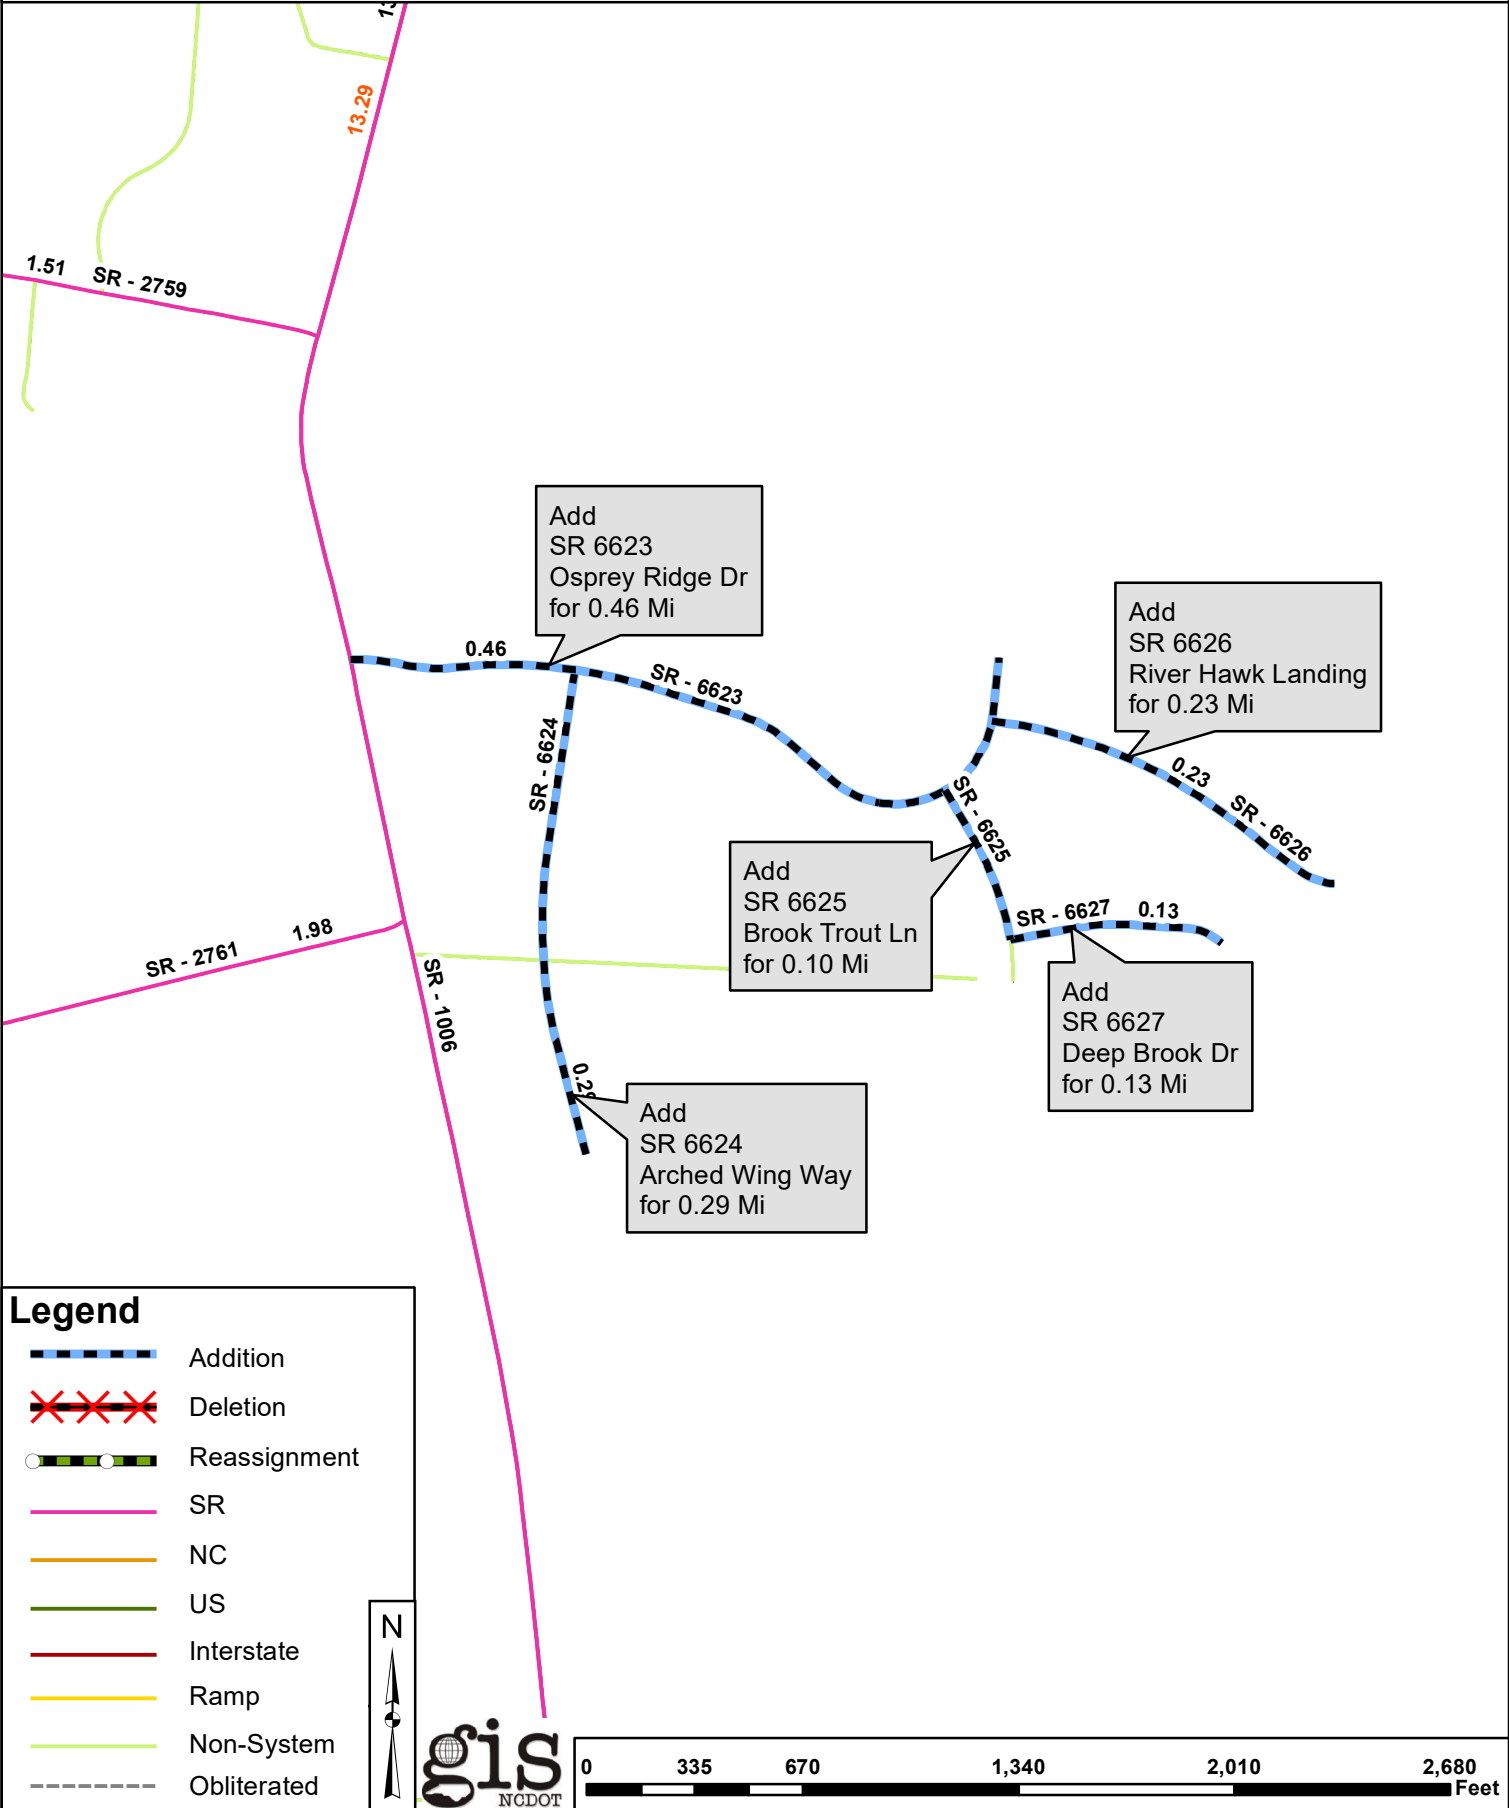 13.29
1.51 SR - 2759
Add
SR 6623
Osprey Ridge Dr
for 0.46 Mi
Add
SR 6626
River Hawk Landing
for 0.23 Mi
0.46
SR - 6623
SR - 6624
0.23
SR - 6626
SR - 6625
Add
SR 6625
Brook Trout Ln
for 0.10 Mi
SR - 6627 0.13
SR - 2761 1.98
SR - 1006
Add
SR 6627
Deep Brook Dr
for 0.13 Mi
Add
SR 6624
Arched Wing Way
for 0.29 Mi
Legend
Addition
Deletion
Reassignment
SR
NC
US
Interstate
Ramp
Non-System
Obliterated
N
gis
NCDOT
0 335 670 1,340 2,010 2,680
Feet